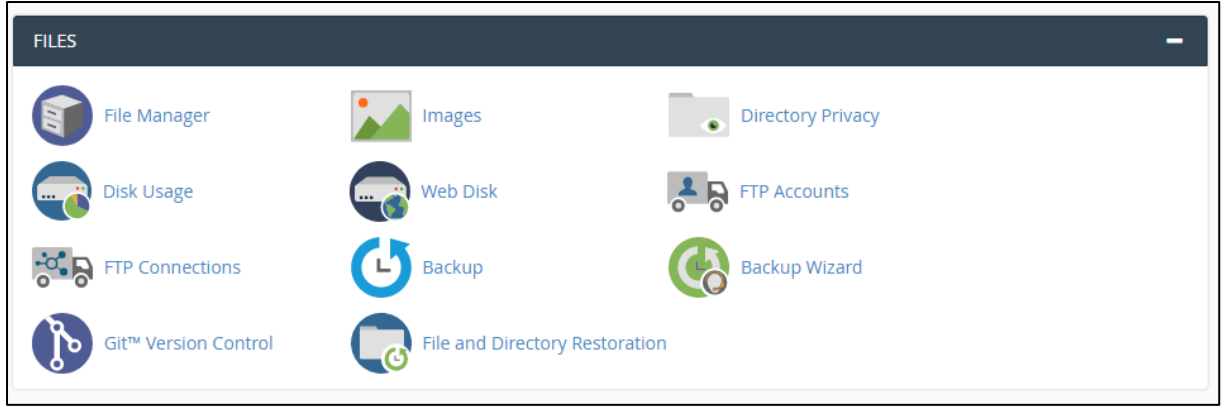 FILES
File Manager
Images
Directory Privacy
Disk Usage
Web Disk
FTP Accounts
FTP Connections
Backup
Backup Wizard
Git™ Version Control
File and Directory Restoration